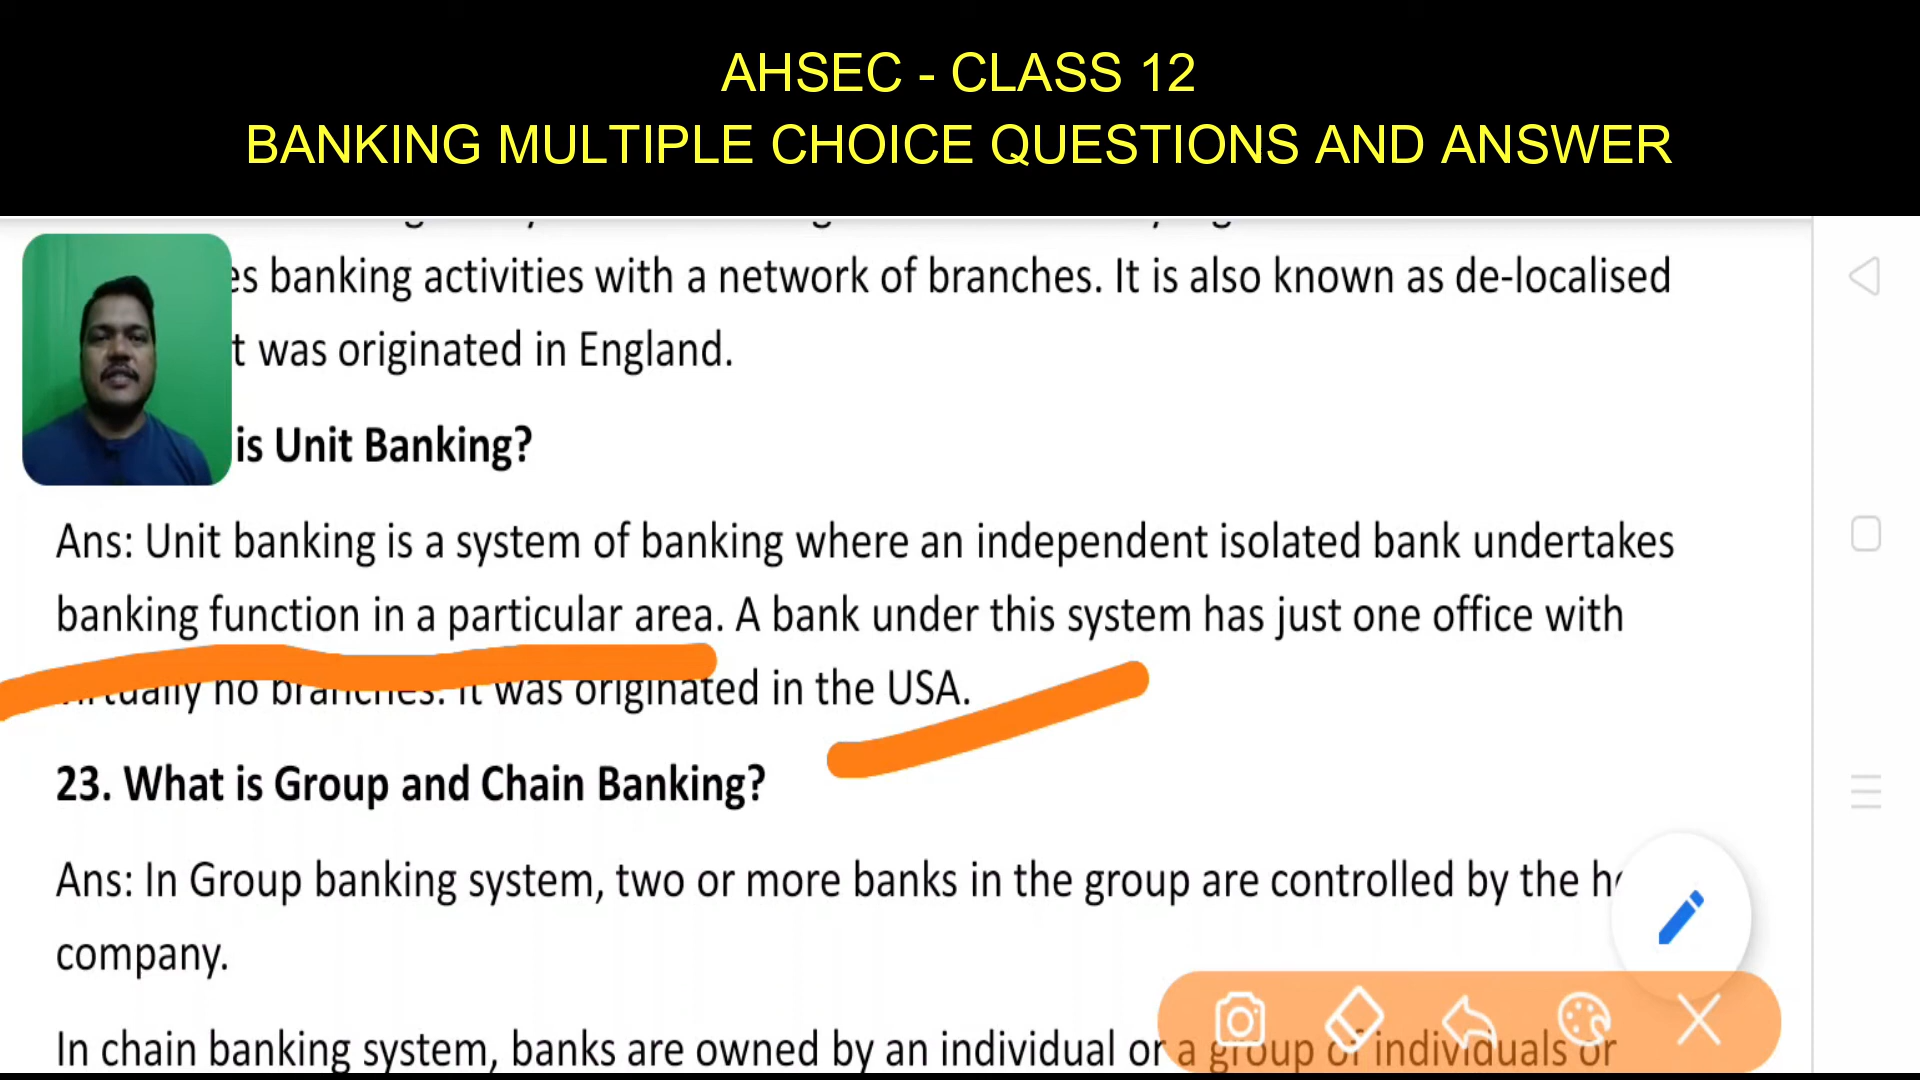 AHSEC - CLASS 12
BANKING MULTIPLE CHOICE QUESTIONS AND ANSWER
es banking activities with a network of branches. It is also known as de-localised
t was originated in England.
is Unit Banking?
Ans: Unit banking is a system of banking where an independent isolated bank undertakes
banking function in a particular area. A bank under this system has just one office with
virtually no branches. It was originated in the USA.
23. What is Group and Chain Banking?
Ans: In Group banking system, two or more banks in the group are controlled by the
company.
In chain banking system, banks are owned by an individual or a group of individuals or